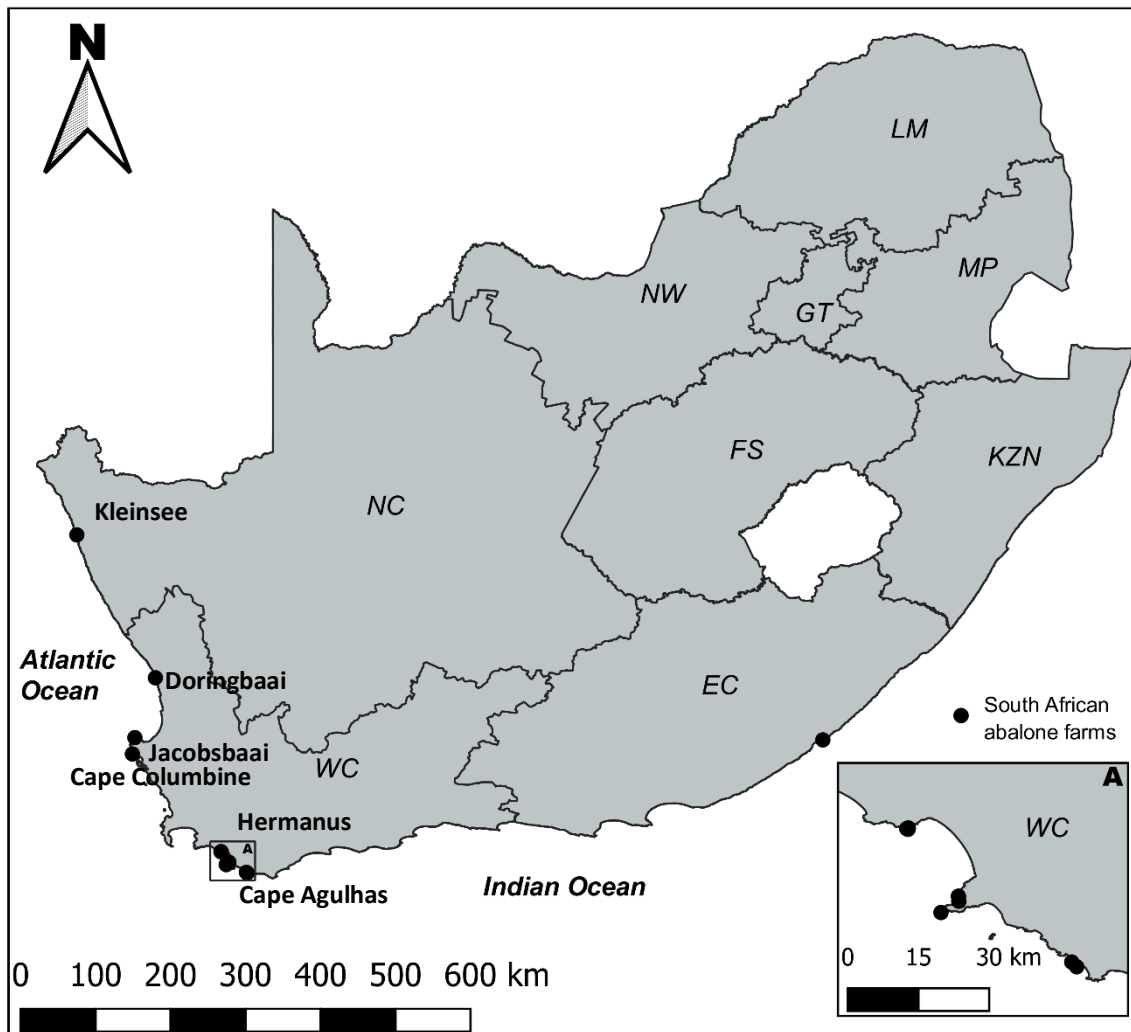 N
LM
MP
NW
GT
FS
KZN
NC
Kleinsee
Atlantic
Ocean
Doringbaai
EC
South African
abalone farms
Jacobsbaai
Cape Columbine
WC
Hermanus
A
Cape Agulhas
Indian Ocean
A
WC
0 15 30 km
0 100 200 300 400 500 600 km